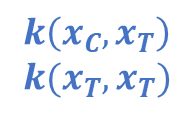 k(x_C, x_T)
k(x_T, x_T)